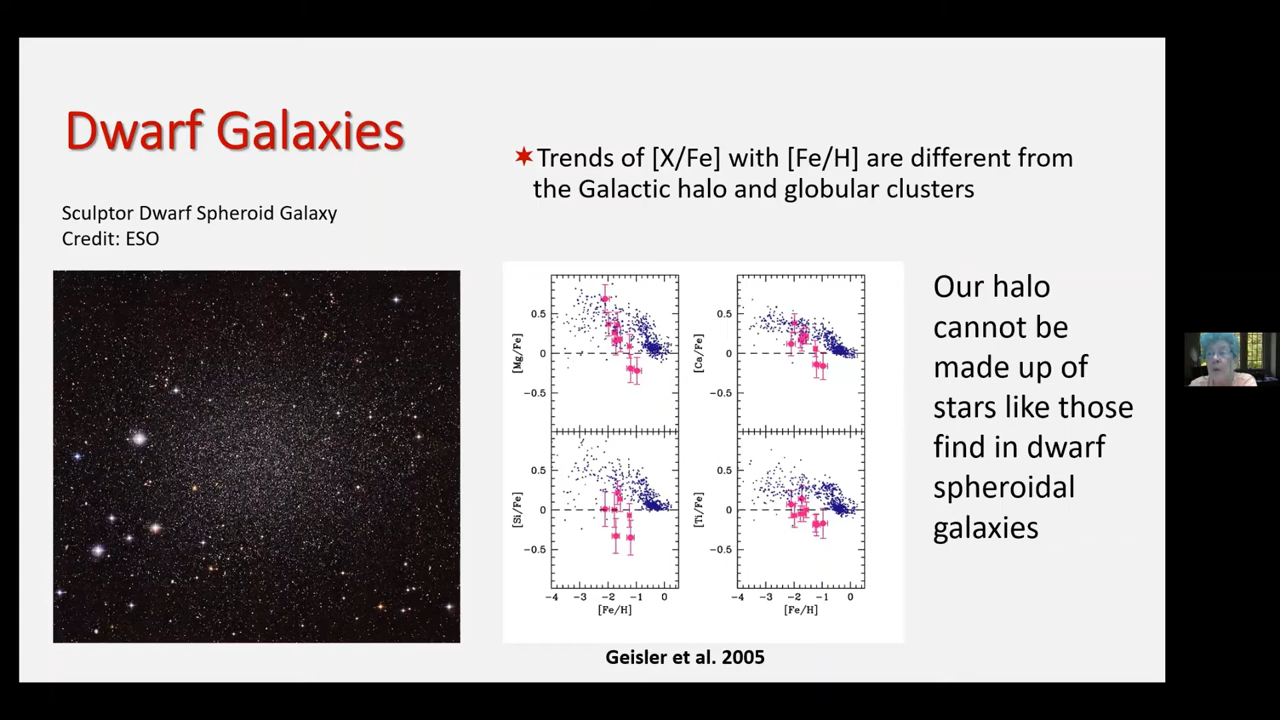 Dwarf Galaxies
Sculptor Dwarf Spheroid Galaxy
Credit: ESO
Trends of [X/Fe] with [Fe/H] are different from
the Galactic halo and globular clusters
[Mg/Fe]
0.5
0
−0.5
[Ca/Fe]
0.5
0
−0.5
[Si/Fe]
0.5
0
−0.5
−4 −3 −2 −1 0
[Fe/H]
[Ti/Fe]
0.5
0
−0.5
−4 −3 −2 −1 0
[Fe/H]
Geisler et al. 2005
Our halo
cannot be
made up of
stars like those
find in dwarf
spheroidal
galaxies